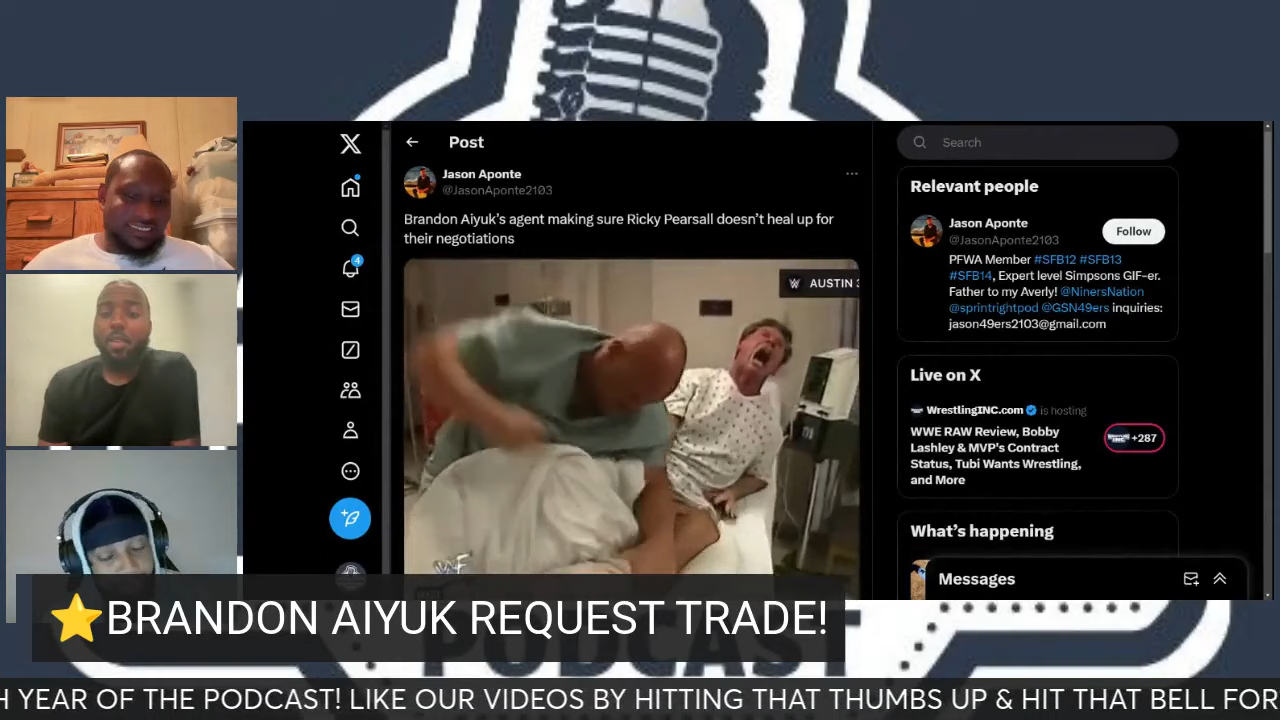 Post
Search
Jason Aponte
@JasonAponte2103
Brandon Aiyuk's agent making sure Ricky Pearsall doesn't heal up for
their negotiations
AUSTIN 3
Relevant people
Jason Aponte
@JasonAponte2103
Follow
PFWA Member #SFB12 #SFB13
#SFB14, Expert level Simpsons GIF-er.
Father to my Averly! @NinersNation
@sprintrightpod @GSN49ers inquiries:
jason49ers2103@gmail.com
4
Live on X
WrestlingINC.com is hosting
WWE RAW Review, Bobby
Lashley & MVP's Contract
Status, Tubi Wants Wrestling,
and More
+287
What's happening
Messages
⭐BRANDON AIYUK REQUEST TRADE!
PODCAST
H YEAR OF THE PODCAST! LIKE OUR VIDEOS BY HITTING THAT THUMBS UP & HIT THAT BELL FOR